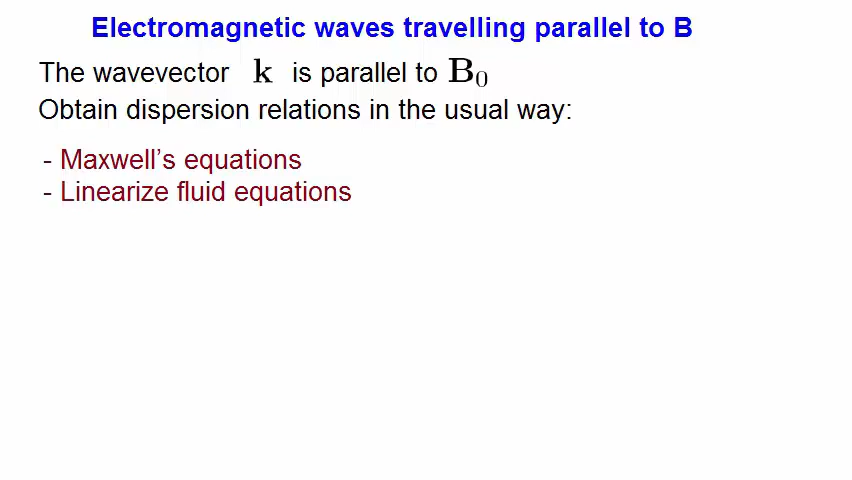 Electromagnetic waves travelling parallel to B
The wavevector k is parallel to B₀
Obtain dispersion relations in the usual way:
- Maxwell's equations
- Linearize fluid equations